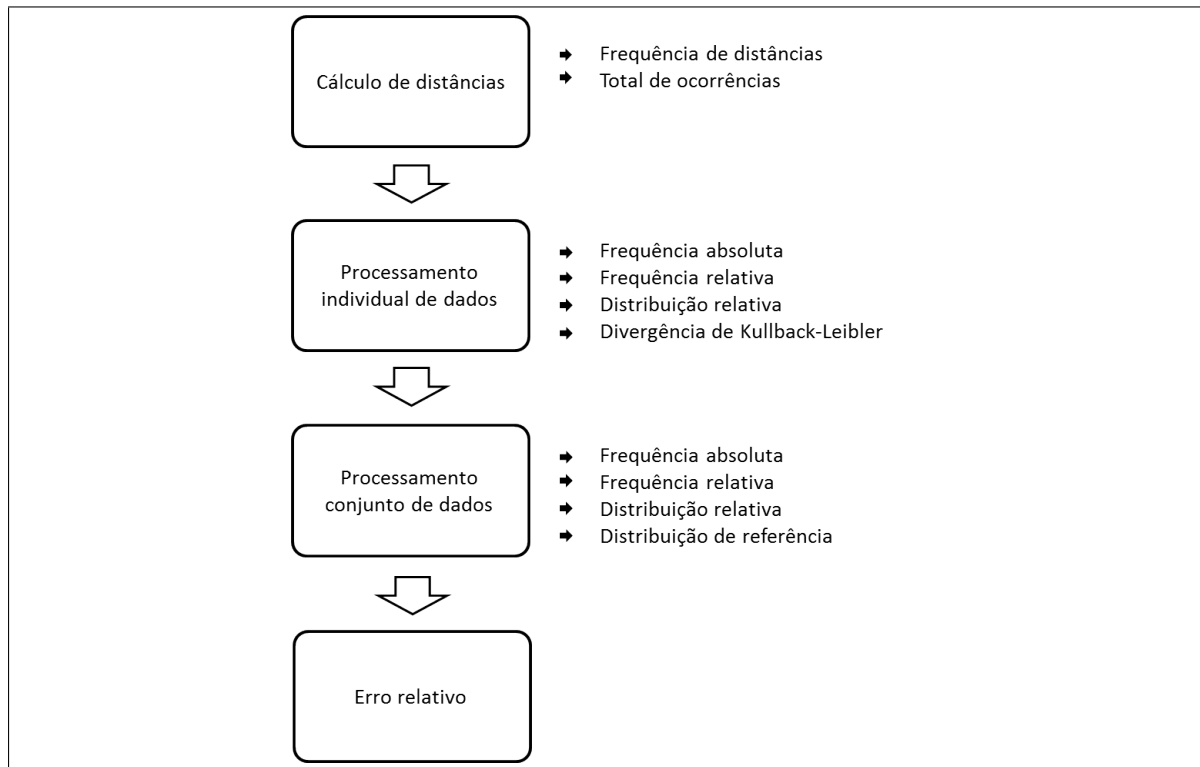 Cálculo de distâncias
Frequência de distâncias
Total de ocorrências
Processamento
individual de dados
Frequência absoluta
Frequência relativa
Distribuição relativa
Divergência de Kullback-Leibler
Processamento
conjunto de dados
Frequência absoluta
Frequência relativa
Distribuição relativa
Distribuição de referência
Erro relativo